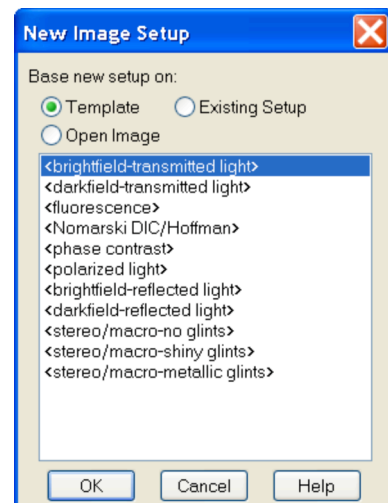 New Image Setup
Base new setup on:
Template Existing Setup
Open Image
<brightfield-transmitted light>
<darkfield-transmitted light>
<fluorescence>
<Nomarski DIC/Hoffman>
<phase contrast>
<polarized light>
<brightfield-reflected light>
<darkfield-reflected light>
<stereo/macro-no glints>
<stereo/macro-shiny glints>
<stereo/macro-metallic glints>
OK Cancel Help